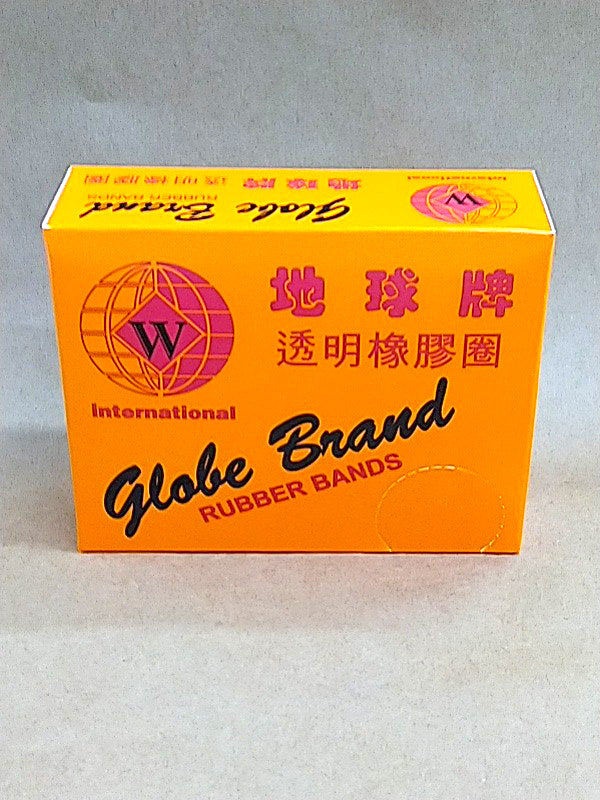 透明橡膠圈 地球牌 International
Globe Brand W
RUBBER BANDS
W
地球牌
透明橡膠圈
International
Globe Brand
RUBBER BANDS